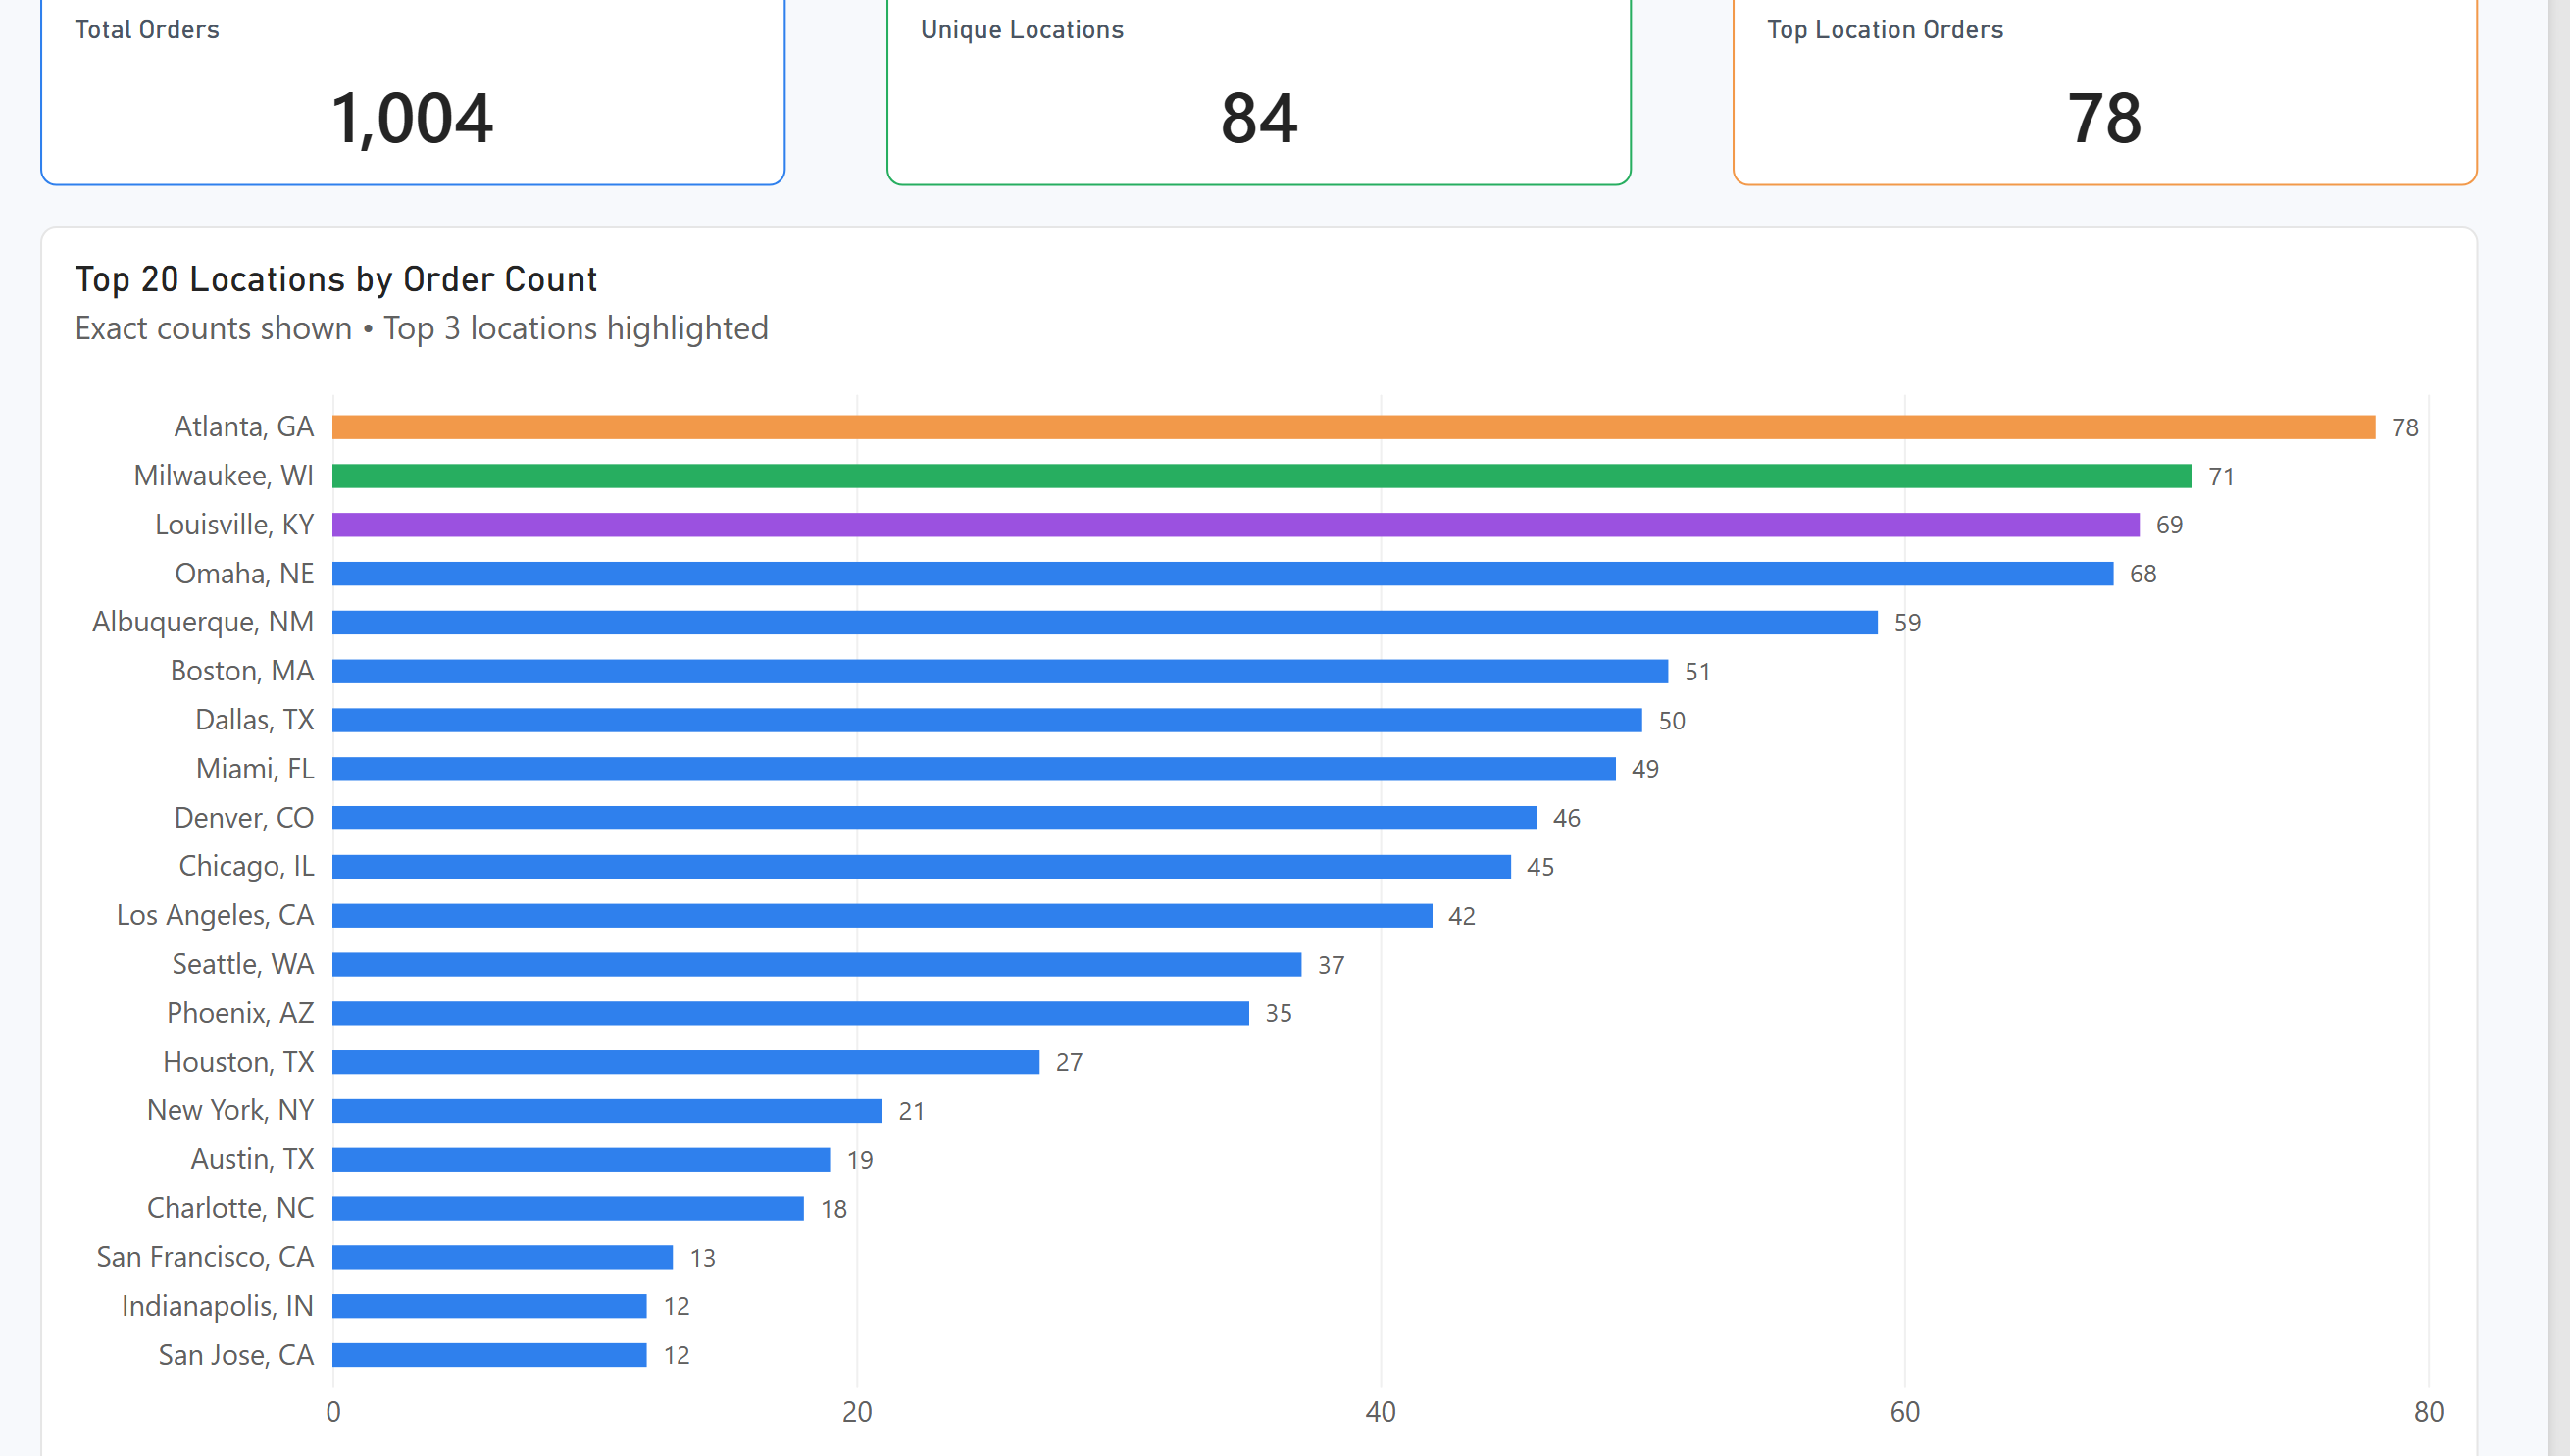 Total Orders
Unique Locations
Top Location Orders
1,004
84
78
Top 20 Locations by Order Count
Exact counts shown • Top 3 locations highlighted
Atlanta, GA 78
Milwaukee, WI 71
Louisville, KY 69
Omaha, NE 68
Albuquerque, NM 59
Boston, MA 51
Dallas, TX 50
Miami, FL 49
Denver, CO 46
Chicago, IL 45
Los Angeles, CA 42
Seattle, WA 37
Phoenix, AZ 35
Houston, TX 27
New York, NY 21
Austin, TX 19
Charlotte, NC 18
San Francisco, CA 13
Indianapolis, IN 12
San Jose, CA 12
0 20 40 60 80